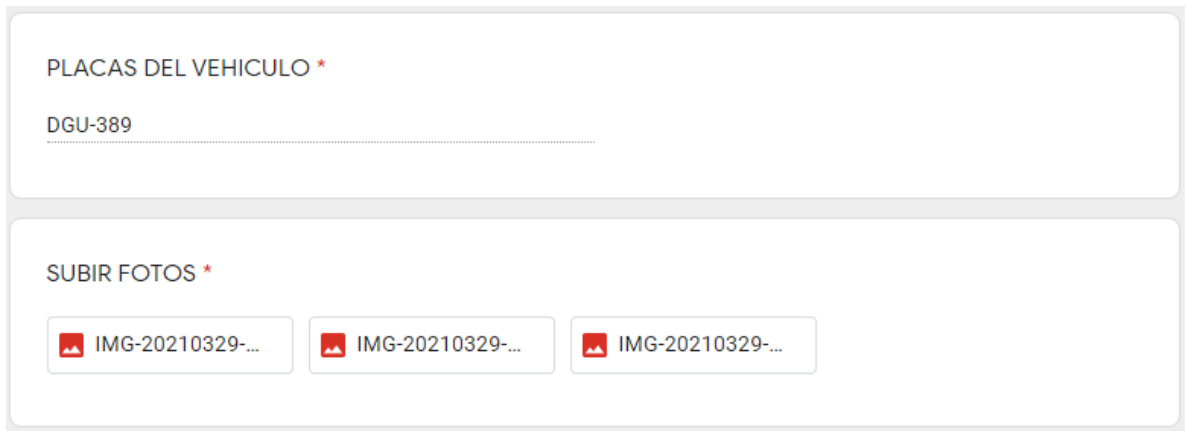 PLACAS DEL VEHICULO *
DGU-389
SUBIR FOTOS *
IMG-20210329-... IMG-20210329-... IMG-20210329-...